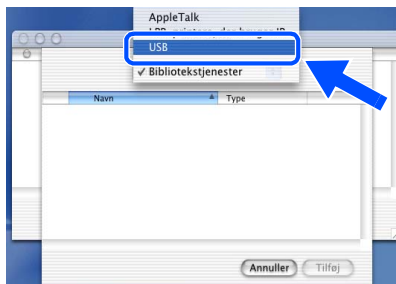 AppleTalk
USB
✓ Bibliotekstjenester
Navn Type
Annuller Tilføj